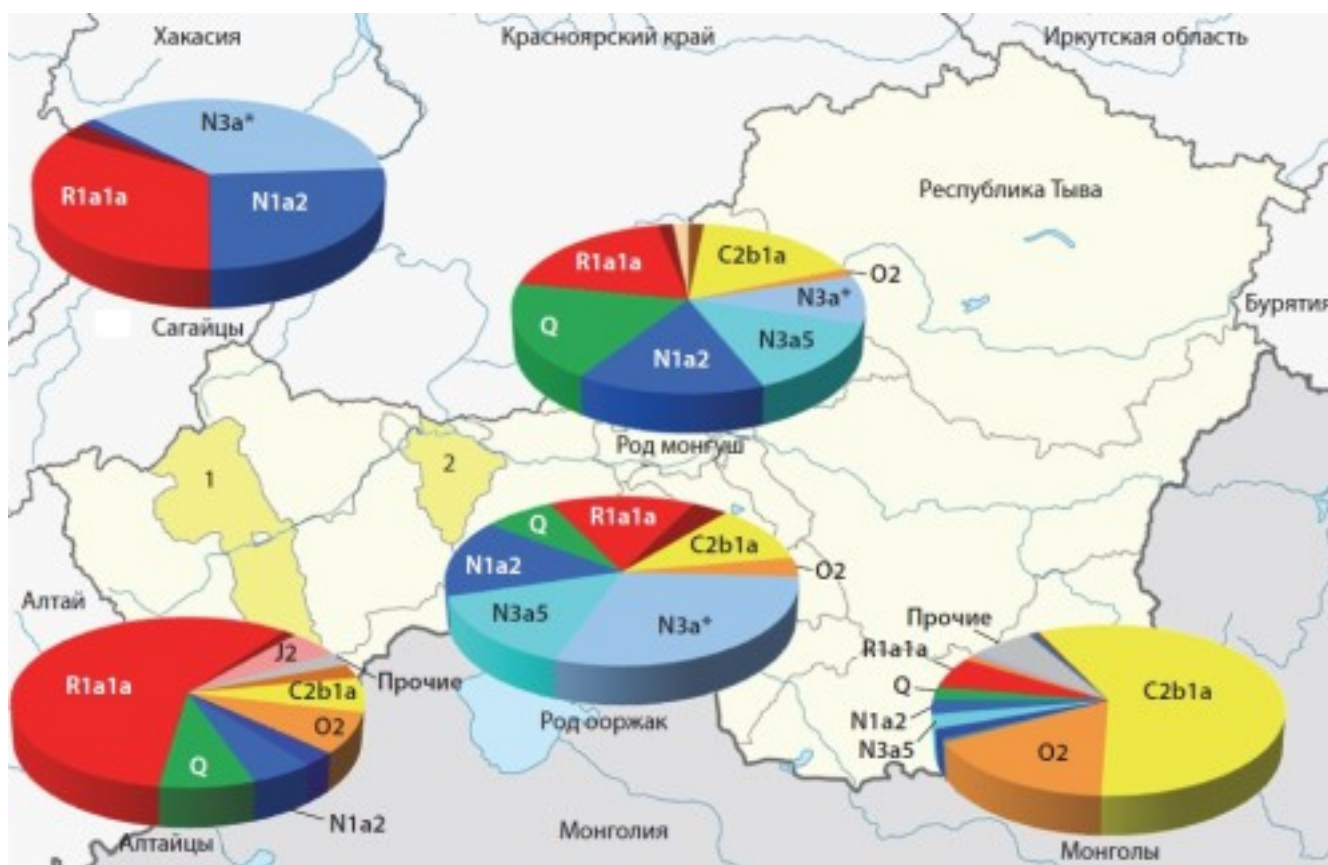 Хакасия
Красноярский край
Иркутская область
N3a*
R1a1a
N1a2
Сагайцы
Республика Тыва
Бурятия
R1a1a
C2b1a
O2
N3a*
Q
N3a5
N1a2
Род монгуш
1
2
R1a1a
Q
C2b1a
N1a2
O2
N3a5
N3a*
Род ооржак
Алтай
J2
R1a1a
Прочие
C2b1a
O2
Q
N1a2
Алтайцы
Прочие
R1a1a
C2b1a
Q
N1a2
N3a5
O2
Монголия
Монголы